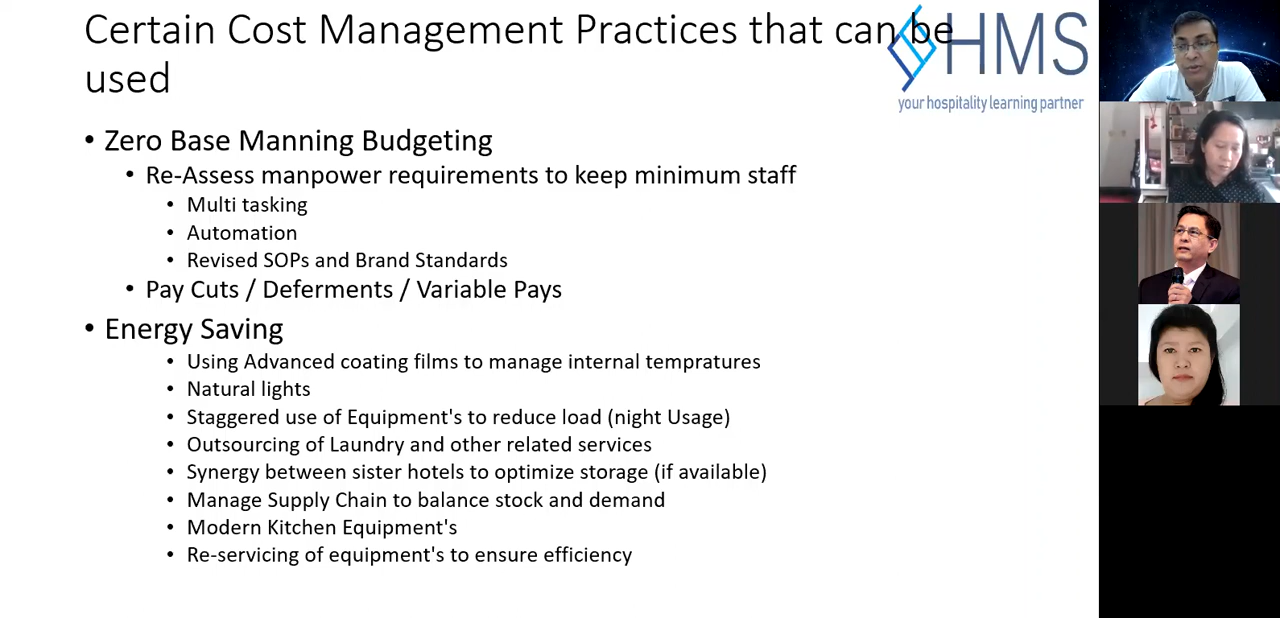 Certain Cost Management Practices that can be
used
HMS
your hospitality learning partner
• Zero Base Manning Budgeting
• Re-Assess manpower requirements to keep minimum staff
• Multi tasking
• Automation
• Revised SOPs and Brand Standards
• Pay Cuts / Deferments / Variable Pays
• Energy Saving
• Using Advanced coating films to manage internal tempratures
• Natural lights
• Staggered use of Equipment's to reduce load (night Usage)
• Outsourcing of Laundry and other related services
• Synergy between sister hotels to optimize storage (if available)
• Manage Supply Chain to balance stock and demand
• Modern Kitchen Equipment's
• Re-servicing of equipment's to ensure efficiency